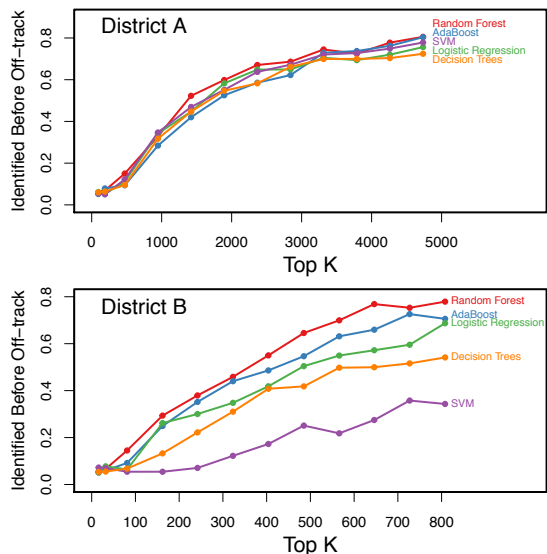 District A
Identified Before Off−track
0.8
0.6
0.4
0.2
0.0
Random Forest
AdaBoost
SVM
Logistic Regression
Decision Trees
0 1000 2000 3000 4000 5000
Top K
District B
Identified Before Off−track
0.8
0.6
0.4
0.2
0.0
Random Forest
AdaBoost
Logistic Regression
Decision Trees
SVM
0 100 200 300 400 500 600 700 800
Top K